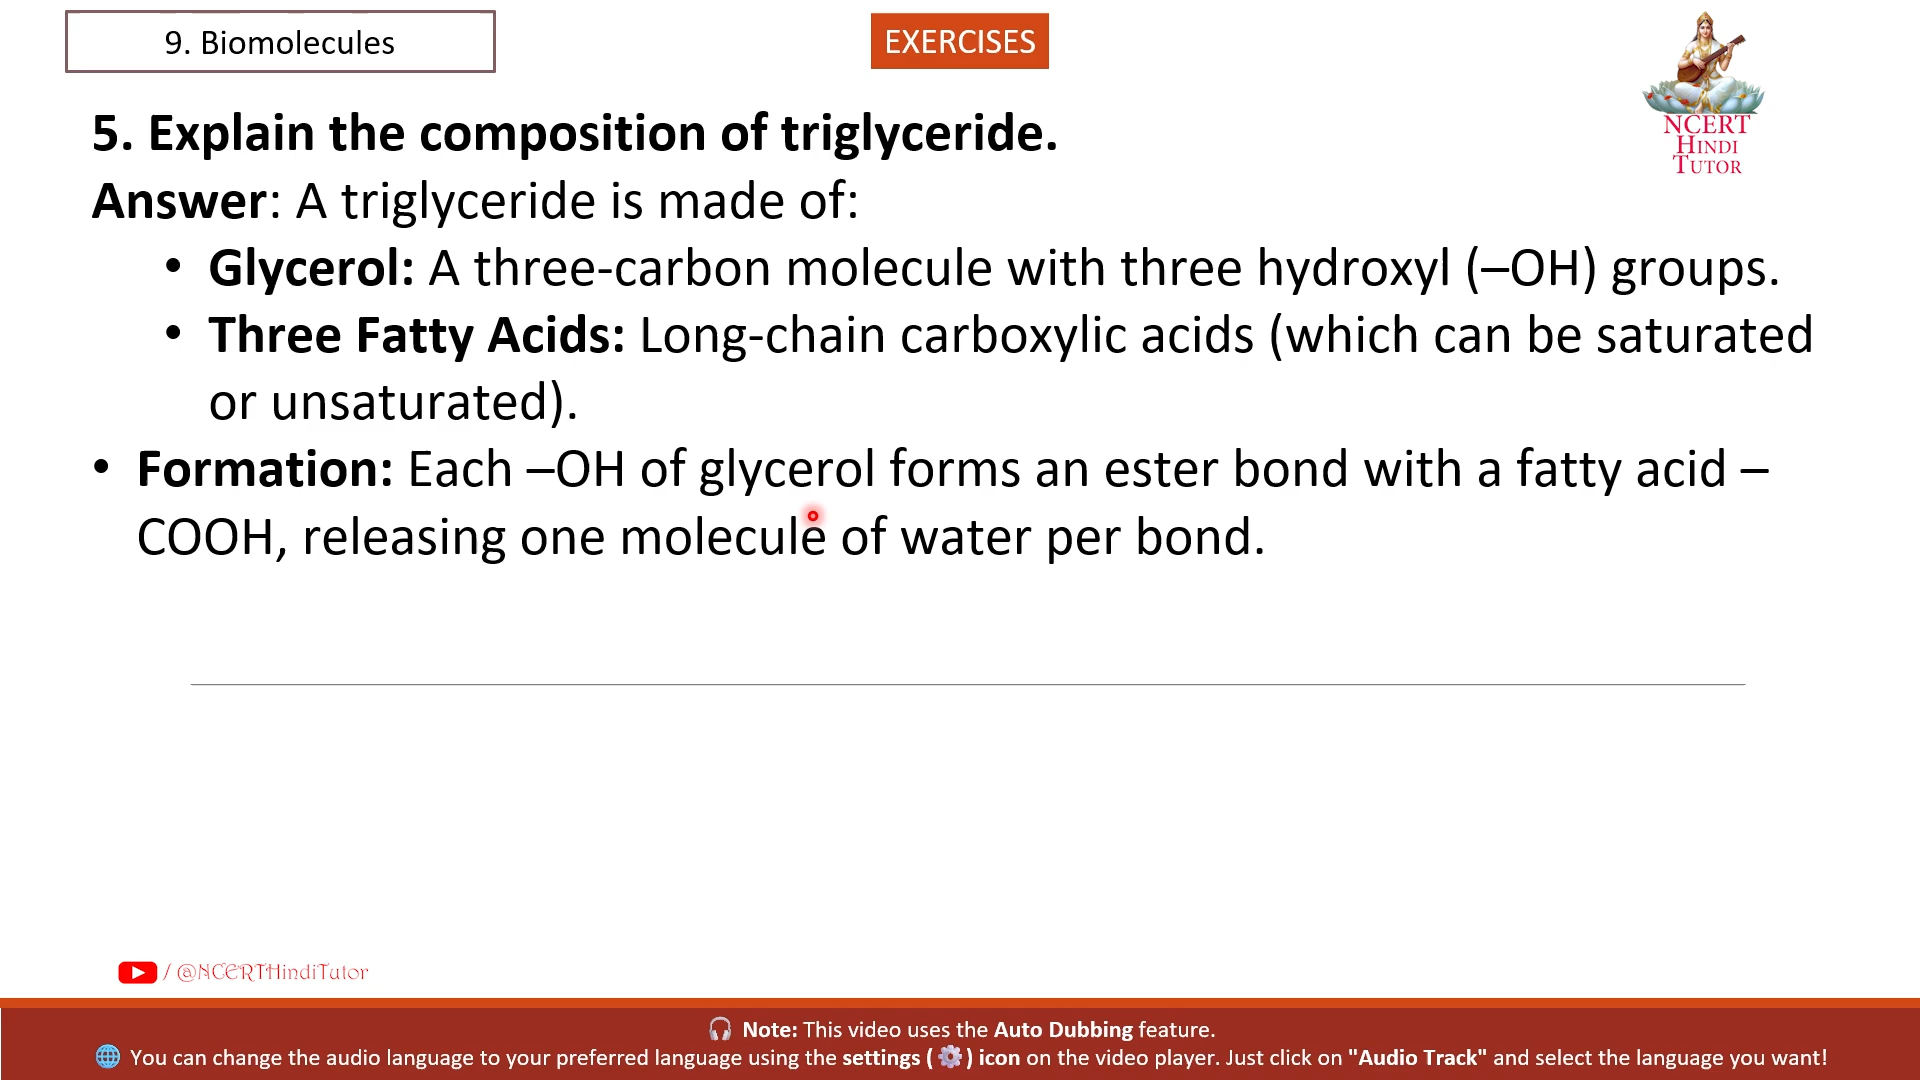 9. Biomolecules
EXERCISES
NCERT
HINDI
TUTOR
5. Explain the composition of triglyceride.
Answer: A triglyceride is made of:
• Glycerol: A three-carbon molecule with three hydroxyl (–OH) groups.
• Three Fatty Acids: Long-chain carboxylic acids (which can be saturated
or unsaturated).
• Formation: Each –OH of glycerol forms an ester bond with a fatty acid –
COOH, releasing one molecule of water per bond.
/ @NCERTHindiTutor
Note: This video uses the Auto Dubbing feature.
You can change the audio language to your preferred language using the settings ( ) icon on the video player. Just click on "Audio Track" and select the language you want!